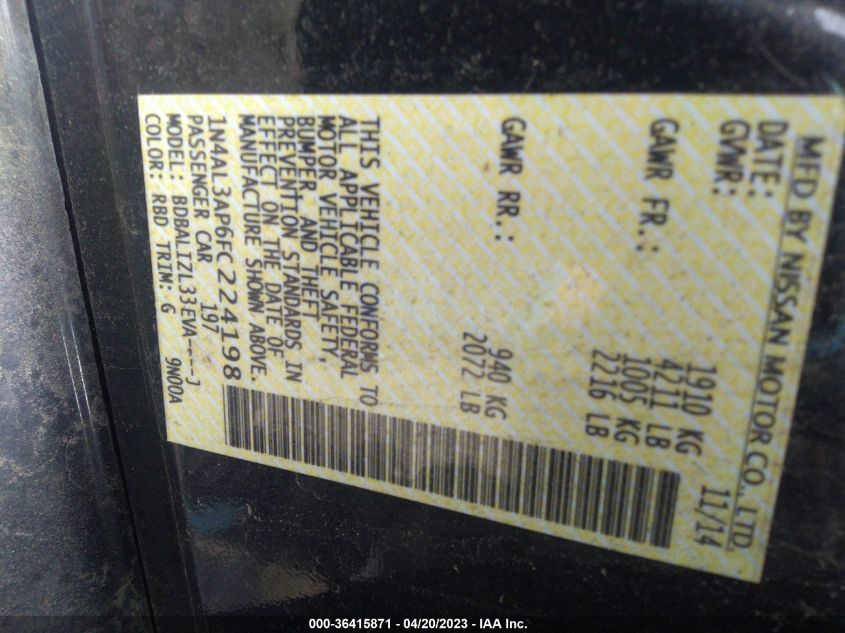 MFD BY NISSAN MOTOR CO., LTD.
DATE: 11/14
GVWR: 1910 KG
4211 LB
GAWR FR.: 1005 KG
2216 LB
GAWR RR.: 940 KG
2072 LB
THIS VEHICLE CONFORMS TO
ALL APPLICABLE FEDERAL
MOTOR VEHICLE SAFETY,
BUMPER, AND THEFT
PREVENTION STANDARDS IN
EFFECT ON THE DATE OF
MANUFACTURE SHOWN ABOVE.
1N4AL3AP6FC224198
PASSENGER CAR 197
MODEL: BDBALTZL33EVA----J
COLOR: RBD TRIM: G 9N00A
000-36415871 - 04/20/2023 - IAA Inc.